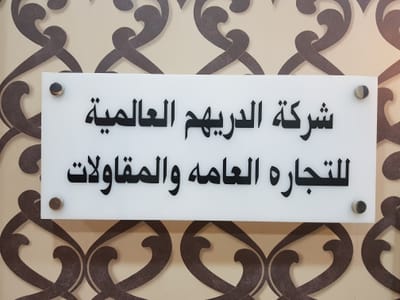 شركة الدريهم العالمية
للتجاره العامه والمقاولات